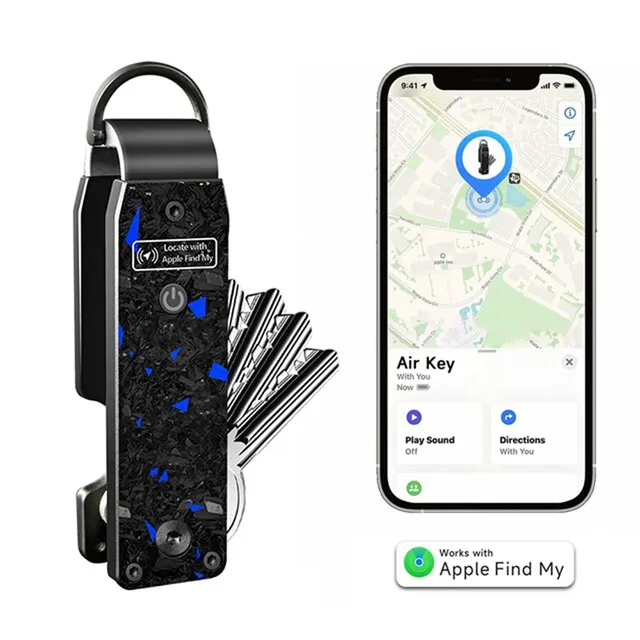 Locate with
Apple Find My
9:41
Air Key
With You
Now
Play Sound
Off
Directions
With You
Works with
Apple Find My